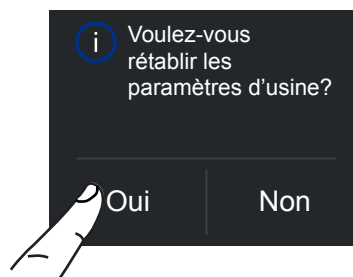 i Voulez-vous
rétablir les
paramètres d'usine?
Oui Non